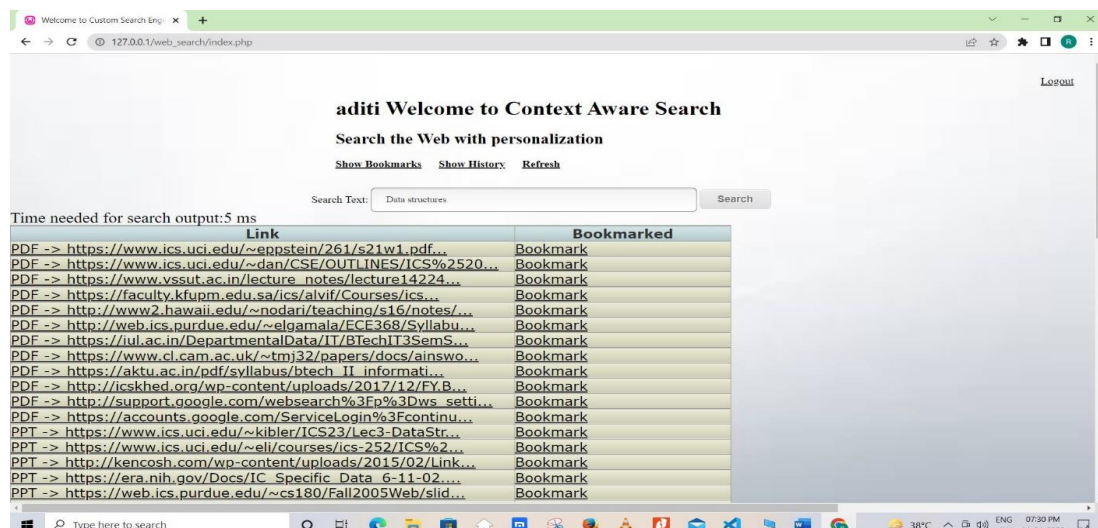 Welcome to Custom Search Engi
127.0.0.1/web_search/index.php
Logout
aditi Welcome to Context Aware Search
Search the Web with personalization
Show Bookmarks Show History Refresh
Search Text: Data structures Search
Time needed for search output:5 ms
Link Bookmarked
PDF -> https://www.ics.uci.edu/~eppstein/261/s21w1.pdf... Bookmark
PDF -> https://www.ics.uci.edu/~dan/CSE/OUTLINES/ICS%2520... Bookmark
PDF -> https://www.vssut.ac.in/lecture_notes/lecture14224... Bookmark
PDF -> https://faculty.kfupm.edu.sa/ics/alvif/Courses/ics... Bookmark
PDF -> http://www2.hawaii.edu/~nodari/teaching/s16/notes/... Bookmark
PDF -> http://web.ics.purdue.edu/~elgamala/ECE368/Syllabu... Bookmark
PDF -> https://iul.ac.in/DepartmentalData/IT/BTechIT3SemS... Bookmark
PDF -> https://www.cl.cam.ac.uk/~tmj32/papers/docs/ainswo... Bookmark
PDF -> https://aktu.ac.in/pdf/syllabus/btech_II_informati... Bookmark
PDF -> http://icskhed.org/wp-content/uploads/2017/12/FY.B... Bookmark
PDF -> http://support.google.com/websearch%3Fp%3Dws_setti... Bookmark
PDF -> https://accounts.google.com/ServiceLogin%3Fcontinu... Bookmark
PPT -> https://www.ics.uci.edu/~kibler/ICS23/Lec3-DataStr... Bookmark
PPT -> https://www.ics.uci.edu/~eli/courses/ics-252/ICS%2... Bookmark
PPT -> http://kencosh.com/wp-content/uploads/2015/02/Link... Bookmark
PPT -> https://era.nih.gov/Docs/IC_Specific_Data_6-11-02.... Bookmark
PPT -> https://web.ics.purdue.edu/~cs180/Fall2005Web/slid... Bookmark
Type here to search 38°C ENG 07:30 PM